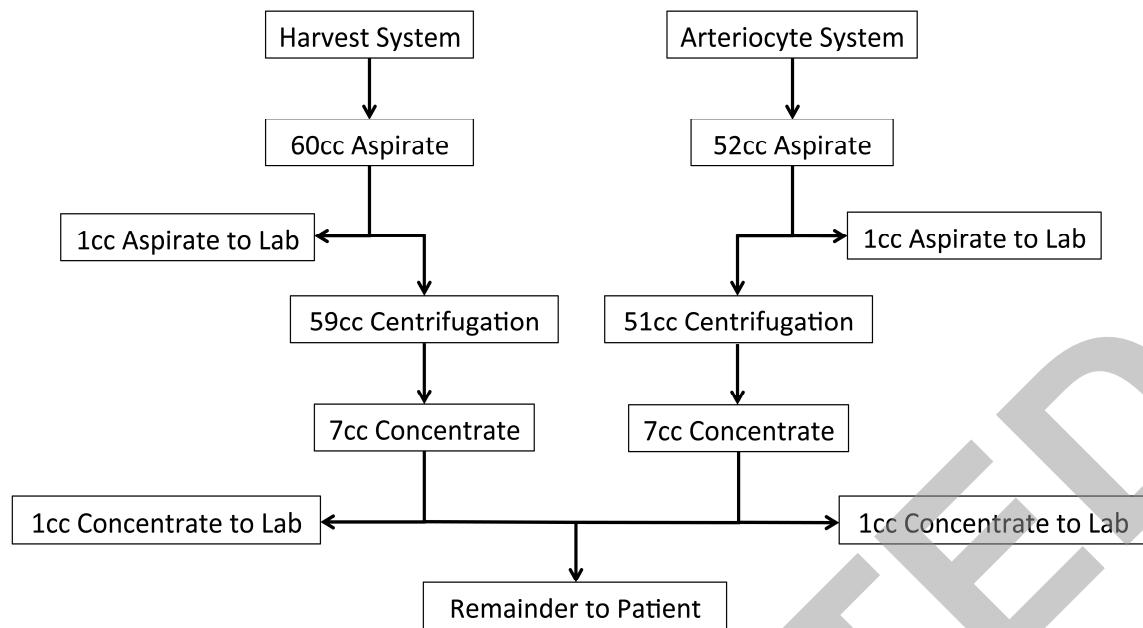 Harvest System
Arteriocyte System
60cc Aspirate
52cc Aspirate
1cc Aspirate to Lab
1cc Aspirate to Lab
59cc Centrifugation
51cc Centrifugation
7cc Concentrate
7cc Concentrate
1cc Concentrate to Lab
1cc Concentrate to Lab
Remainder to Patient
TED